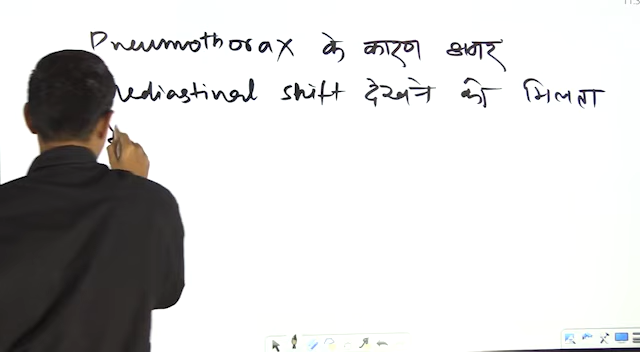 Pneumothorax के कारण अगर
mediastinal shift देखने को मिलता